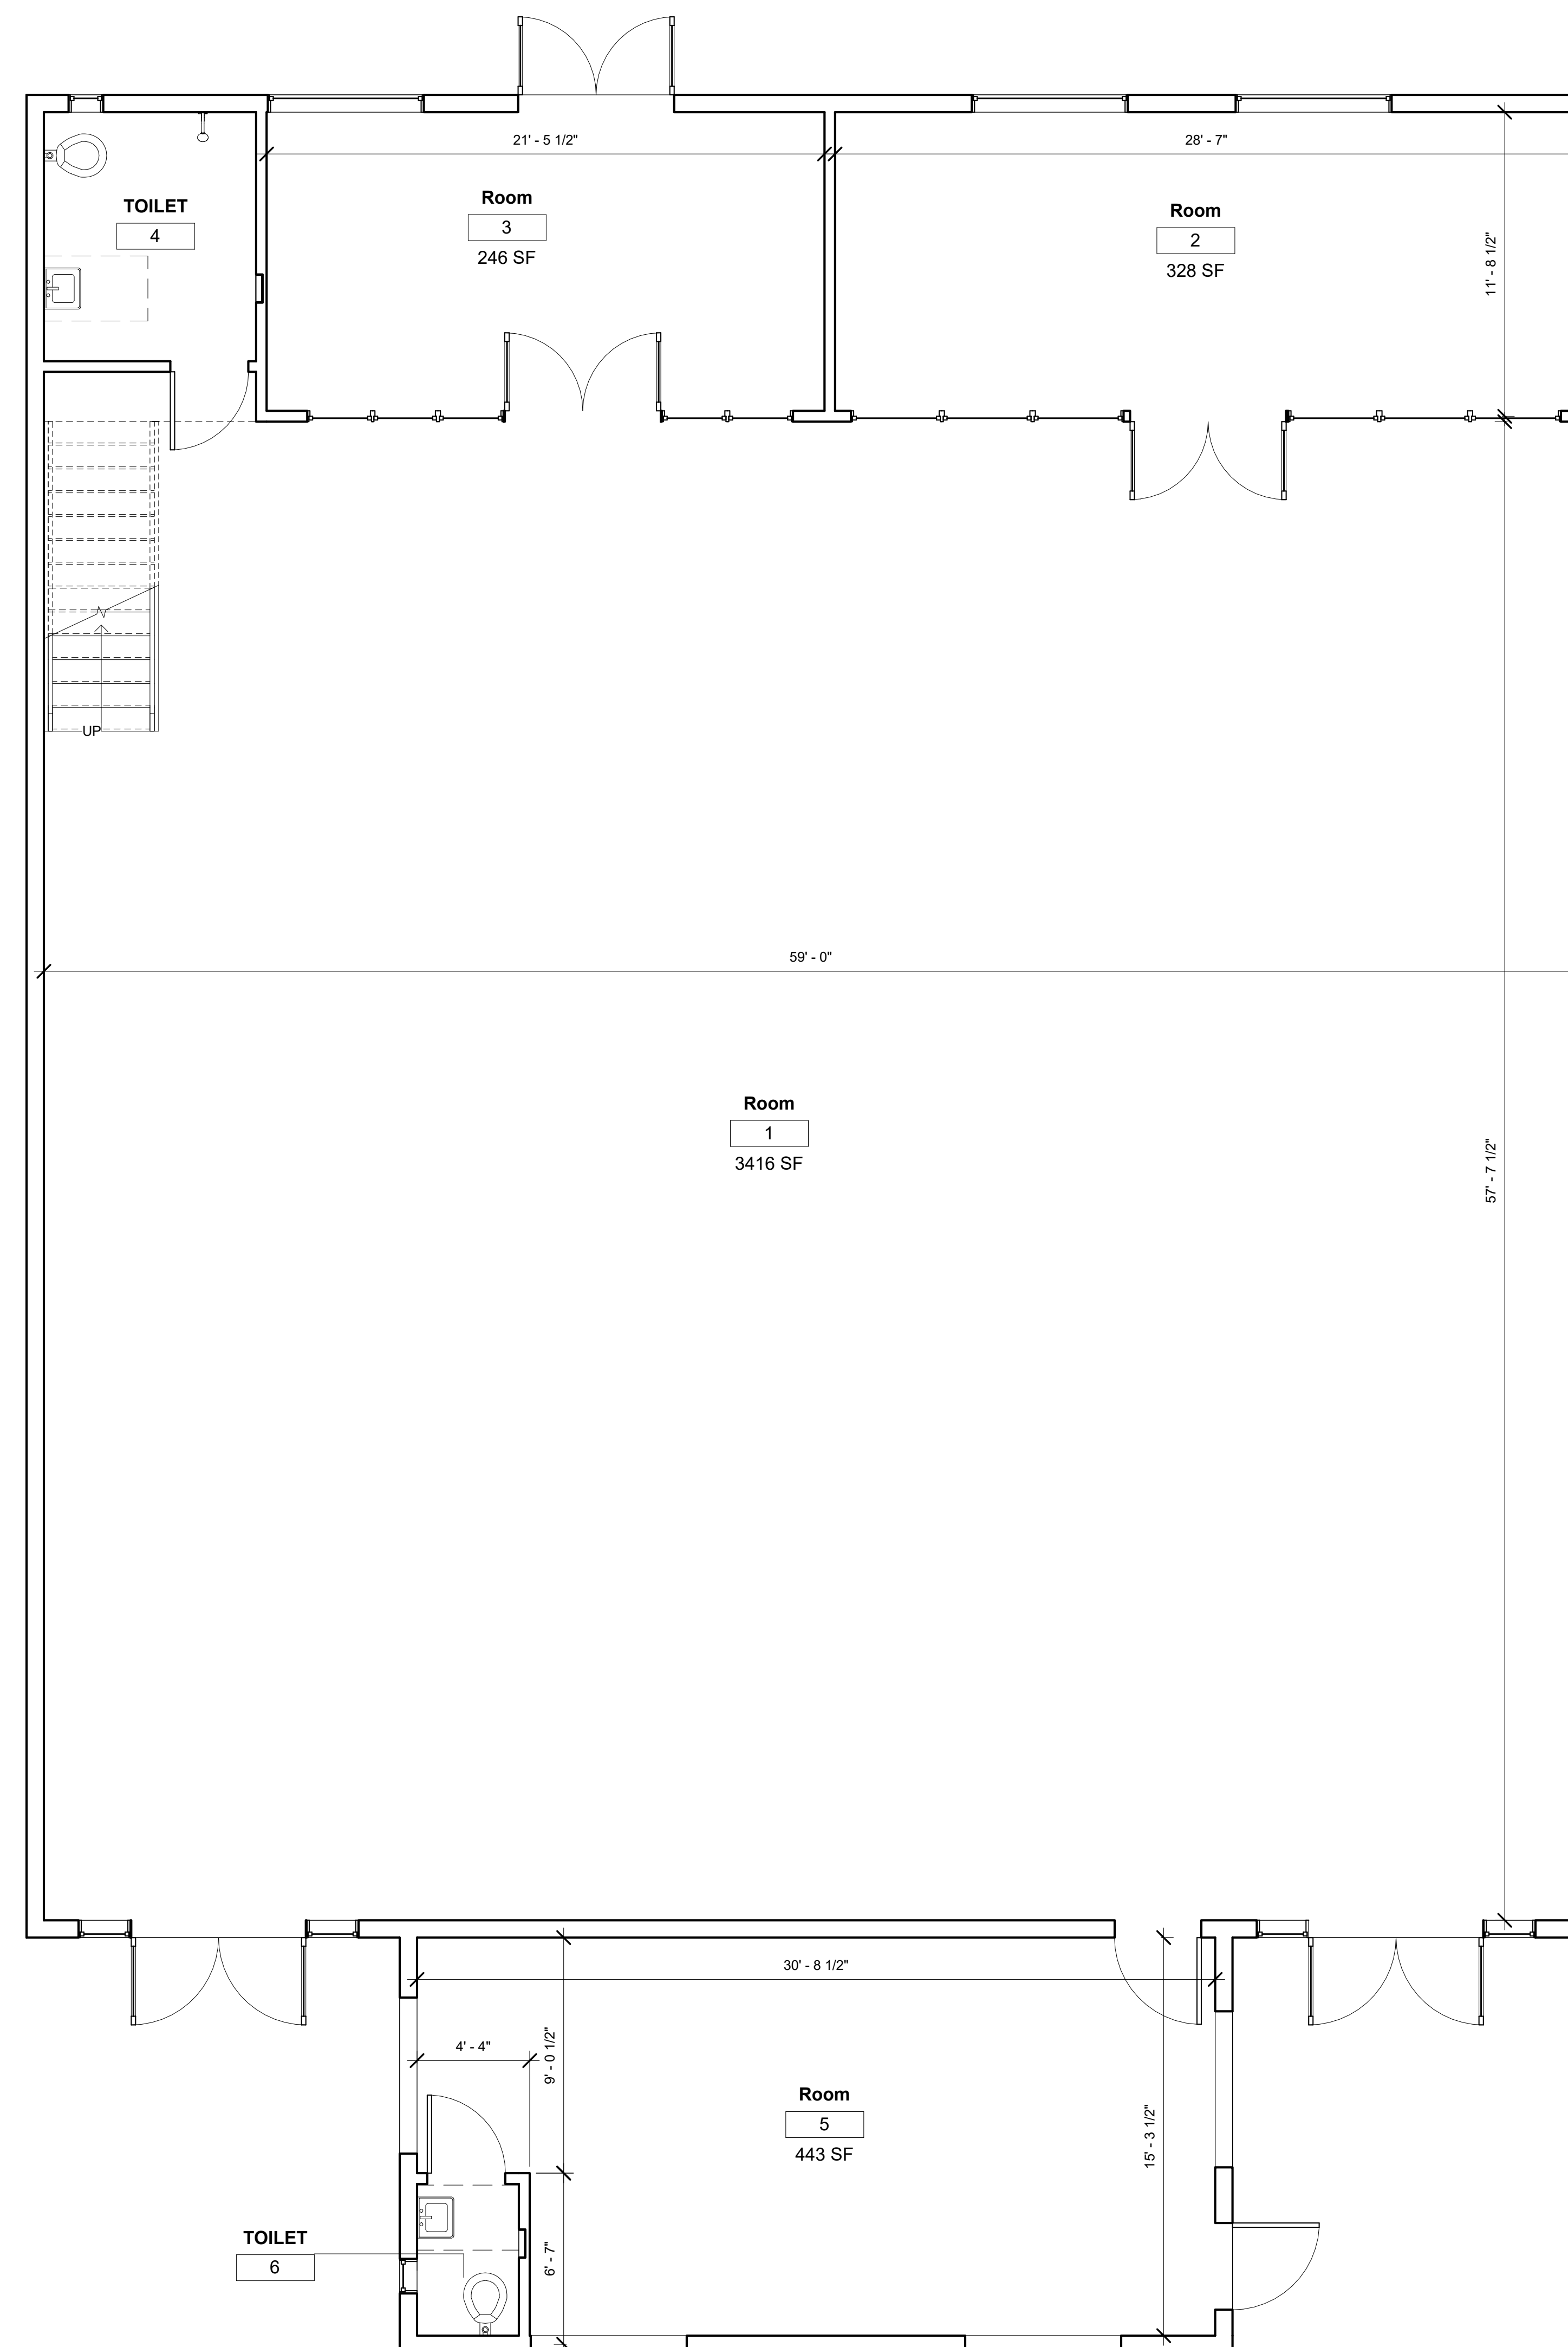 21' - 5 1/2"
28' - 7"
Room
3
246 SF
TOILET
4
Room
2
328 SF
11' - 8 1/2"
UP
59' - 0"
Room
1
3416 SF
57' - 7 1/2"
30' - 8 1/2"
4' - 4"
9' - 0 1/2"
Room
5
443 SF
15' - 3 1/2"
TOILET
6
6' - 7"